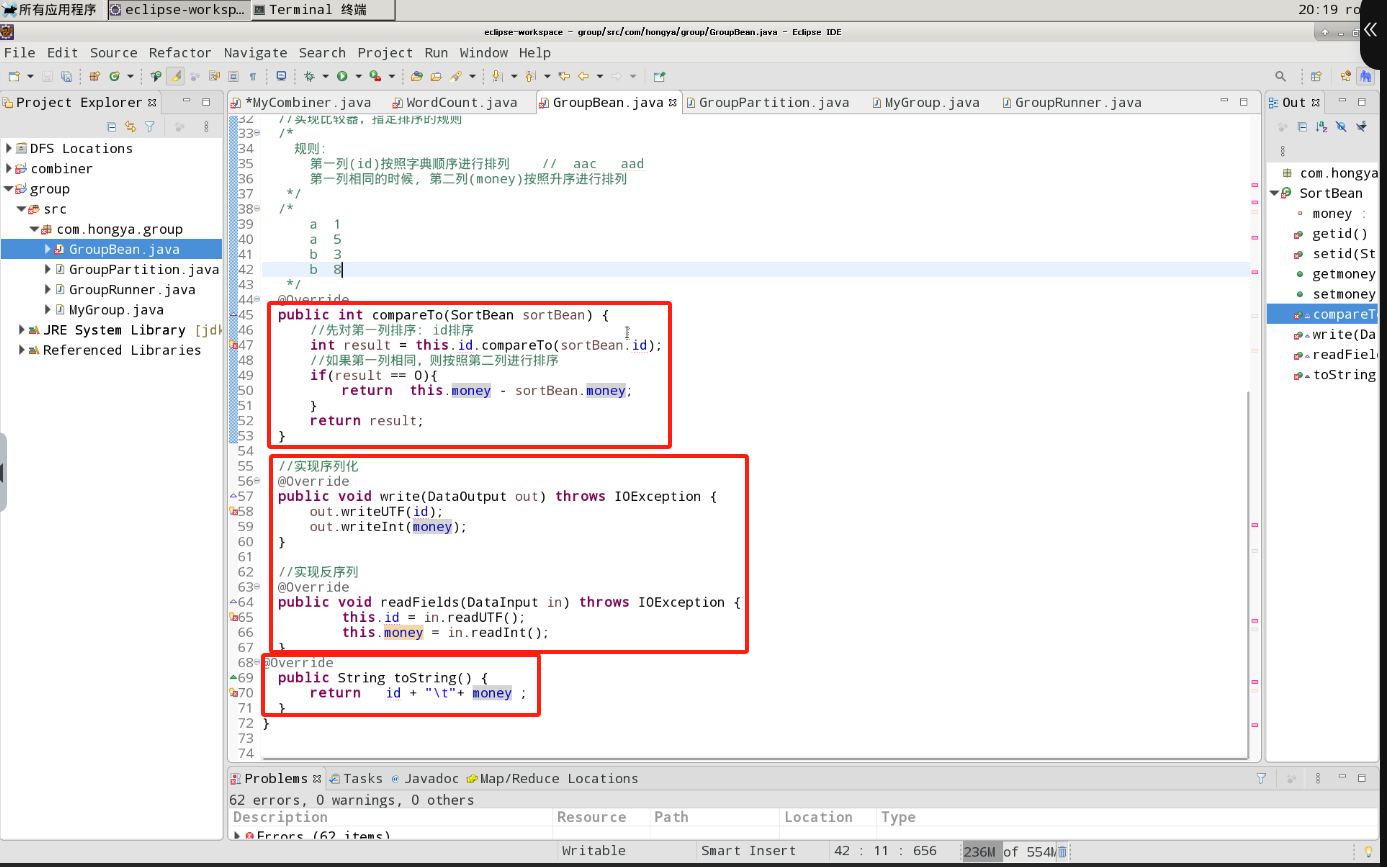 所有应用程序 eclipse-worksp... Terminal 终端 20:19 ro
eclipse-workspace - group/src/com/hongya/group/GroupBean.java - Eclipse IDE
File Edit Source Refactor Navigate Search Project Run Window Help
Project Explorer
*MyCombiner.java WordCount.java GroupBean.java GroupPartition.java MyGroup.java GroupRunner.java
Out
DFS Locations
combiner
group
src
com.hongya.group
GroupBean.java
GroupPartition.java
GroupRunner.java
MyGroup.java
JRE System Library [jdk
Referenced Libraries
32 //实现比较器，指定排序的规则
33 /*
34 规则：
35 第一列(id)按照字典顺序进行排列 // aac aad
36 第一列相同的时候, 第二列(money)按照升序进行排列
37 */
38 /*
39 a 1
40 a 5
41 b 3
42 b 8
43 */
44 @Override
45 public int compareTo(SortBean sortBean) {
46 //先对第一列排序: id排序
47 int result = this.id.compareTo(sortBean.id);
48 //如果第一列相同，则按照第二列进行排序
49 if(result == 0){
50 return this.money - sortBean.money;
51 }
52 return result;
53 }
54
55 //实现序列化
56 @Override
57 public void write(DataOutput out) throws IOException {
58 out.writeUTF(id);
59 out.writeInt(money);
60 }
61
62 //实现反序列
63 @Override
64 public void readFields(DataInput in) throws IOException {
65 this.id = in.readUTF();
66 this.money = in.readInt();
67 }
68 @Override
69 public String toString() {
70 return id + "\t"+ money ;
71 }
72 }
73
74
com.hongya
SortBean
money :
getid()
setid(St
getmoney
setmoney
compareT
write(Da
readFiel
toString
Problems Tasks @ Javadoc Map/Reduce Locations
62 errors, 0 warnings, 0 others
Description Resource Path Location Type
Errors (62 items)
Writable Smart Insert 42 : 11 : 656 236M of 554M